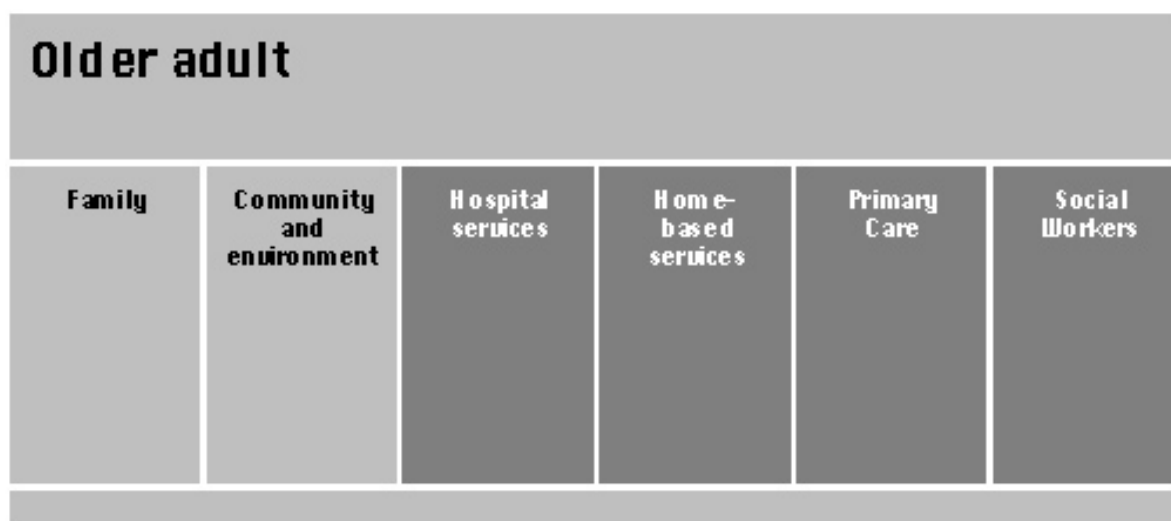 Older adult
Family
Community
and
environment
Hospital
services
Home-
based
services
Primary
Care
Social
Workers